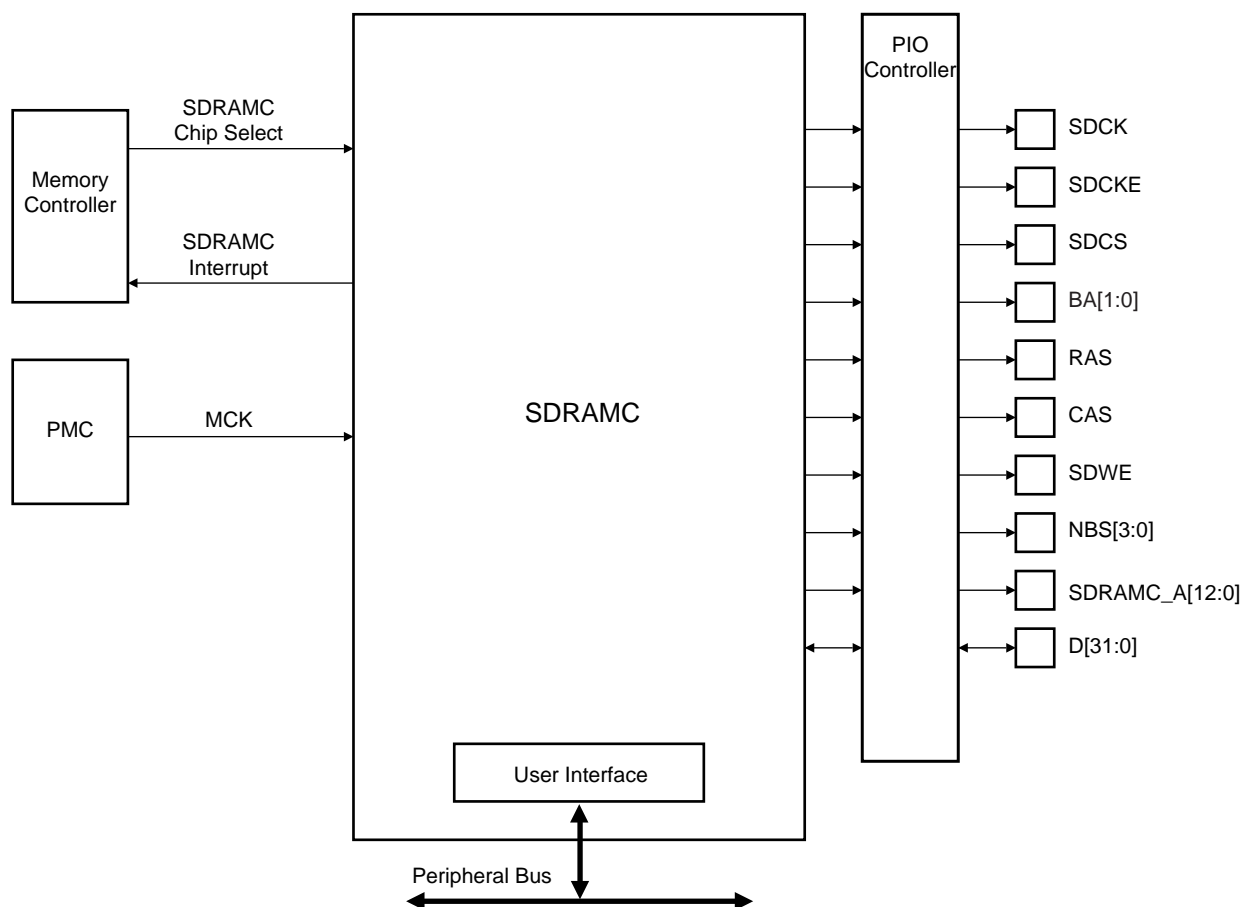 PIO
Controller
SDRAMC
Chip Select
Memory
Controller
SDRAMC
Interrupt
PMC
MCK
SDRAMC
SDCK
SDCKE
SDCS
BA[1:0]
RAS
CAS
SDWE
NBS[3:0]
SDRAMC_A[12:0]
D[31:0]
User Interface
Peripheral Bus